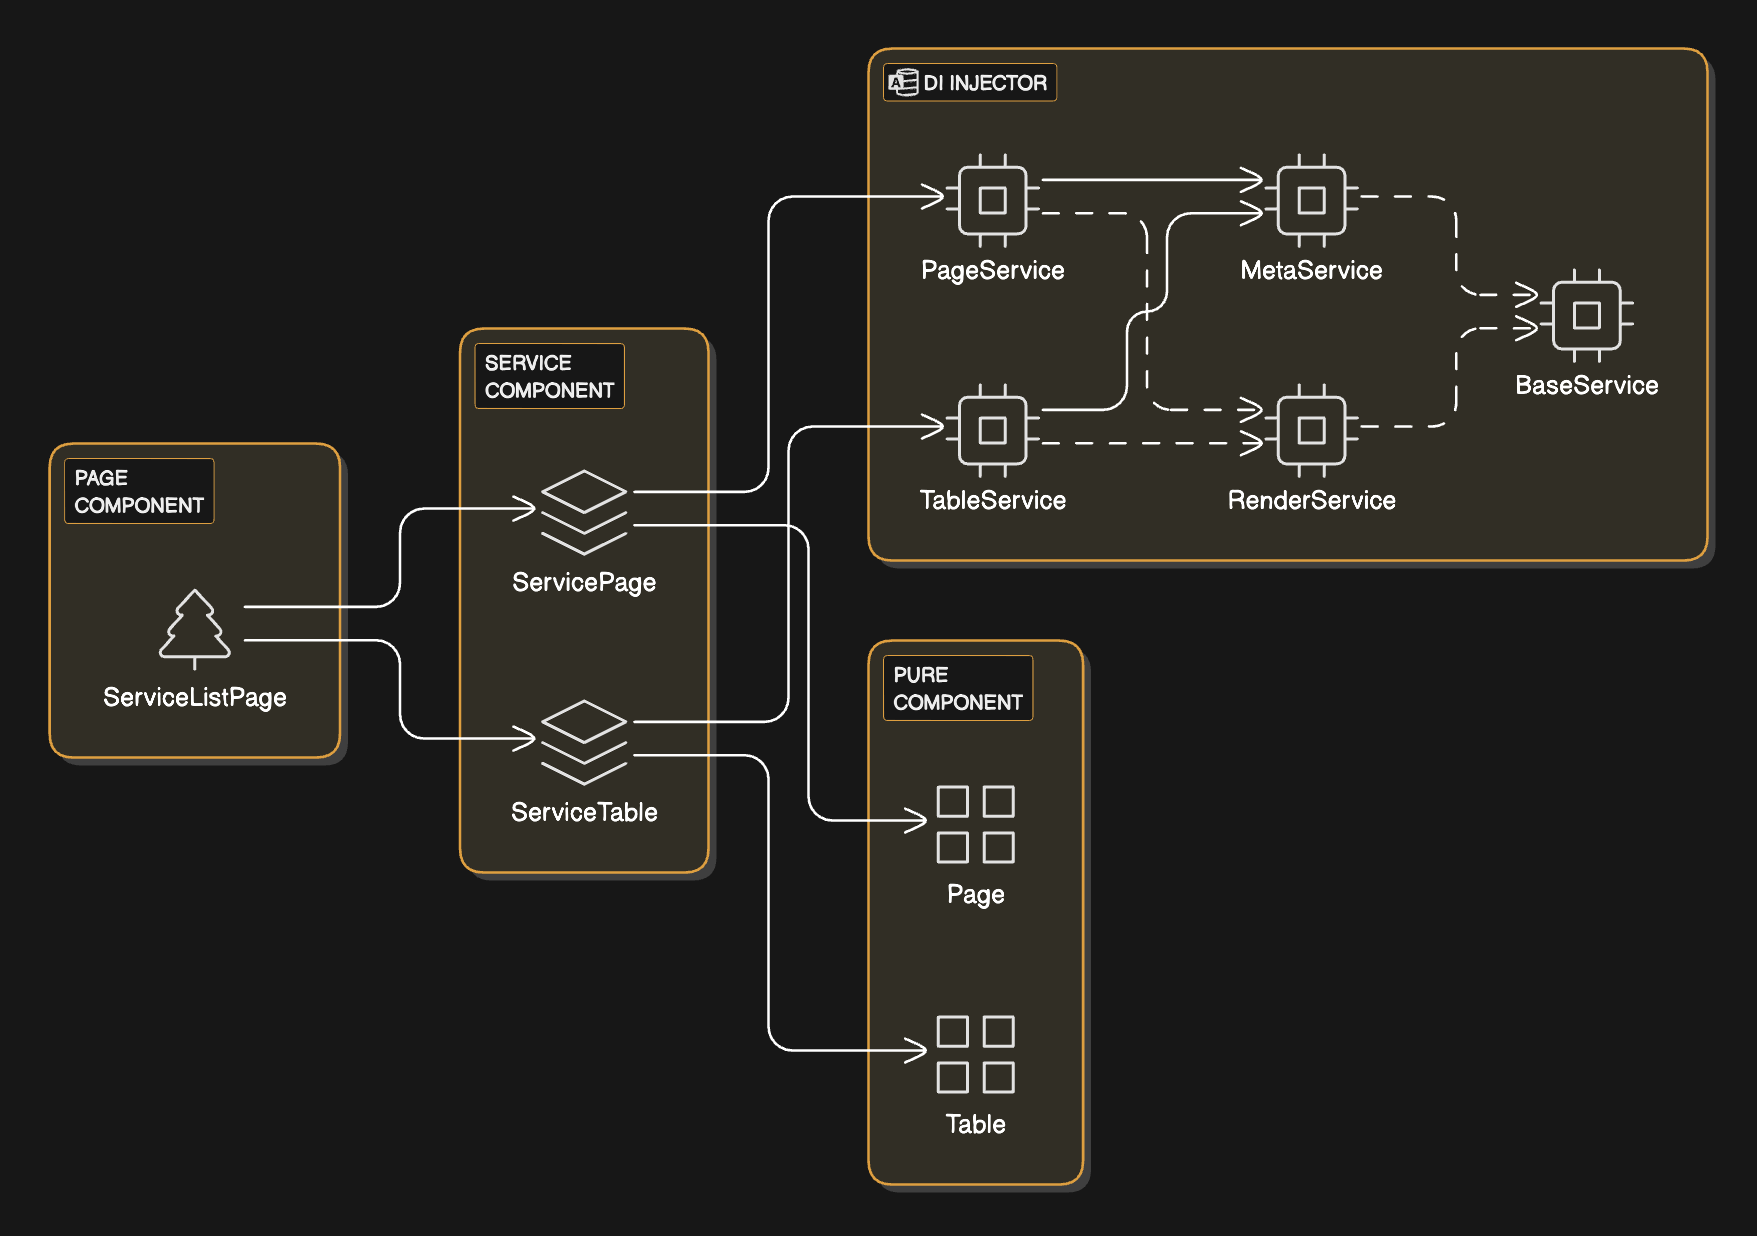 DI INJECTOR
PageService
MetaService
BaseService
TableService
RenderService
SERVICE
COMPONENT
ServicePage
ServiceTable
PAGE
COMPONENT
ServiceListPage
PURE
COMPONENT
Page
Table